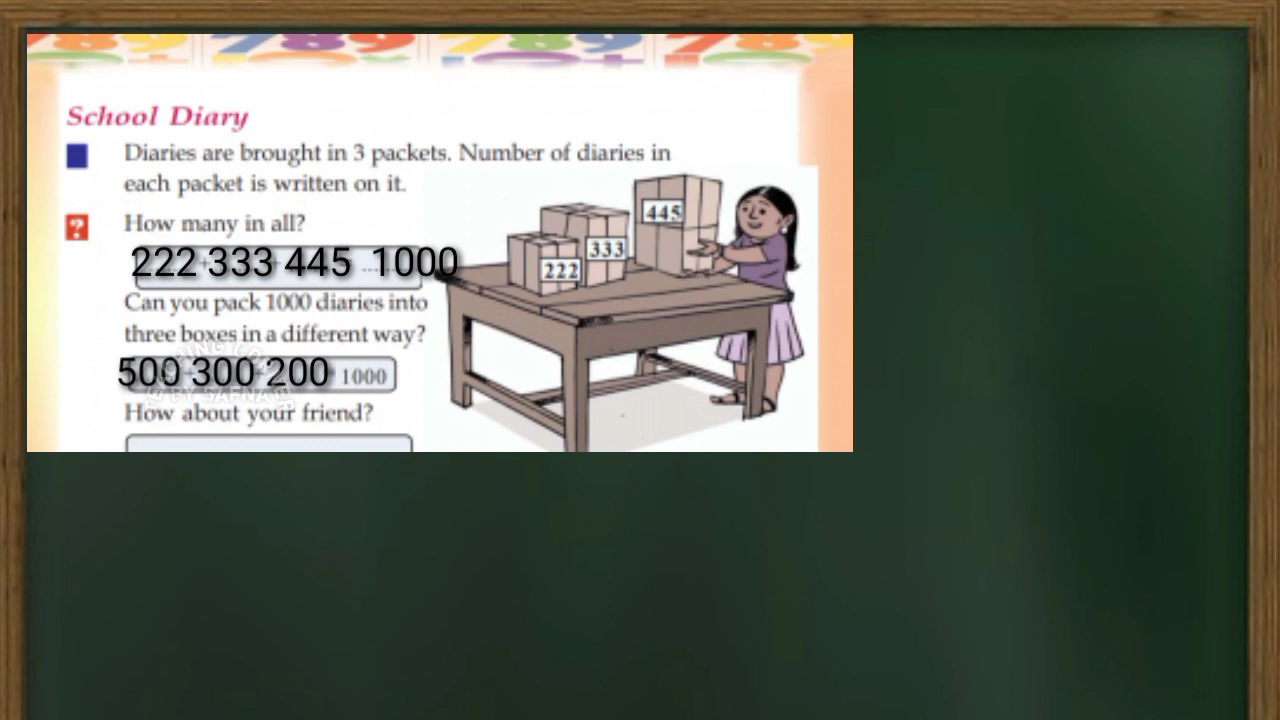 School Diary
Diaries are brought in 3 packets. Number of diaries in
each packet is written on it.
? How many in all?
222 333 445 1000
445
333
222
Can you pack 1000 diaries into
three boxes in a different way?
500 300 200 1000
How about your friend?